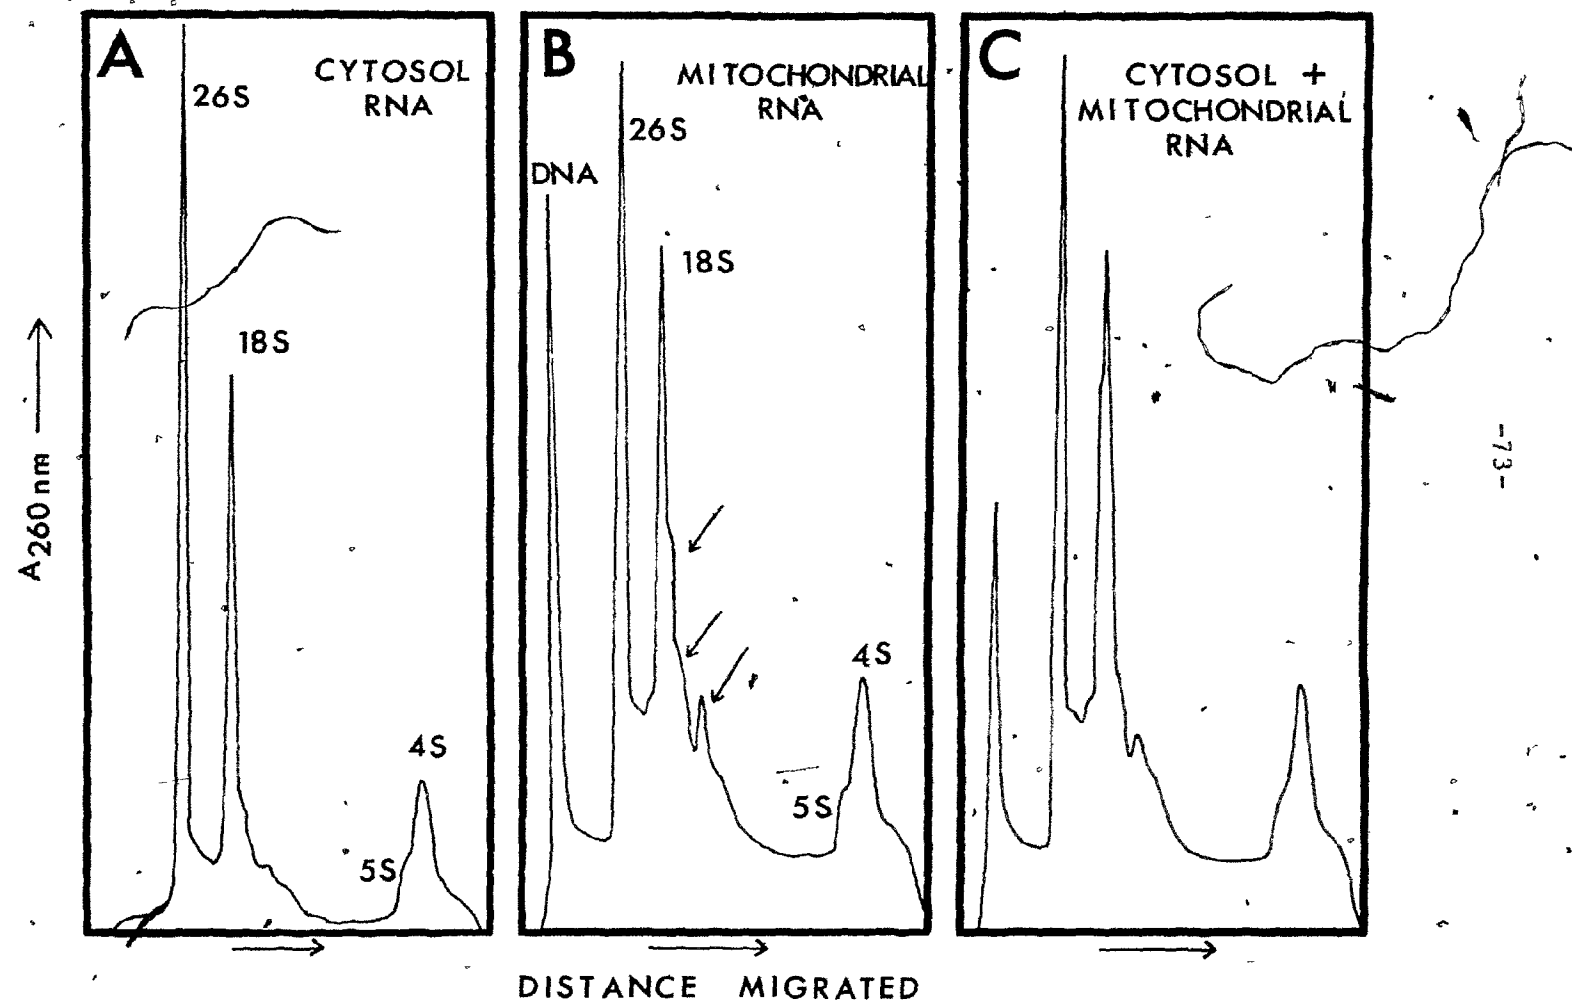 A
CYTOSOL
RNA
26S
18S
4S
5S
B
MITOCHONDRIAL
RNA
DNA
26S
18S
4S
5S
C
CYTOSOL +
MITOCHONDRIAL
RNA
A260nm
DISTANCE MIGRATED
-73-